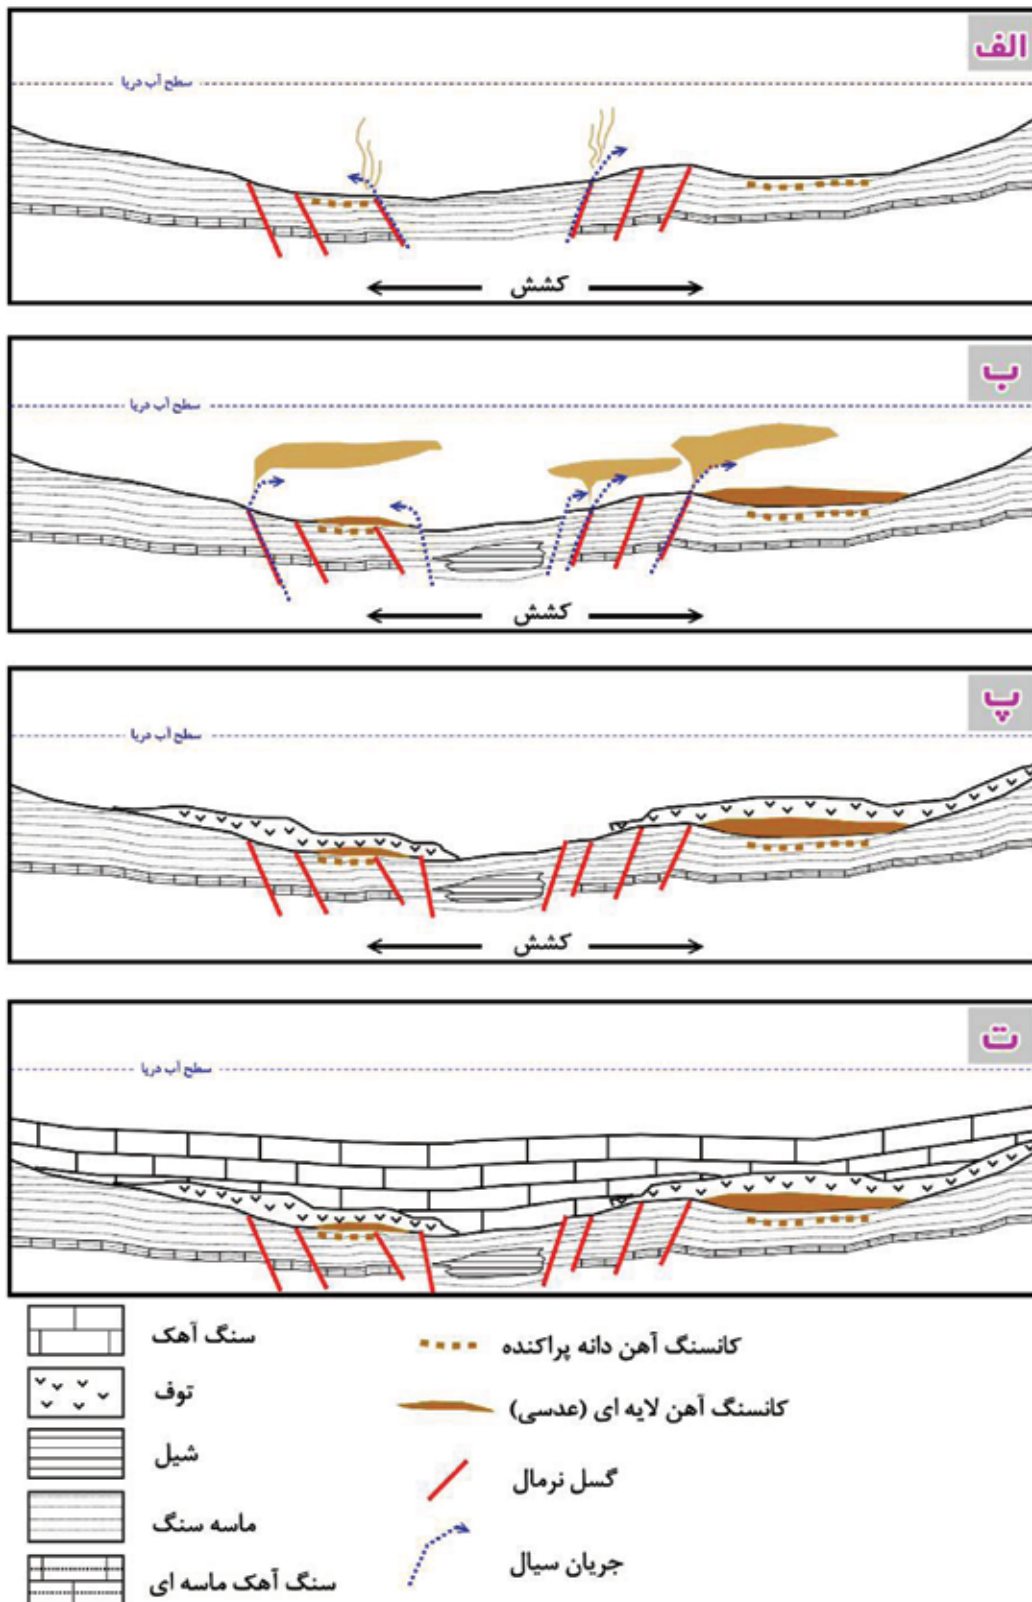 الف
سطح آب دریا
کشش
ب
سطح آب دریا
کشش
پ
سطح آب دریا
کشش
ت
سطح آب دریا
سنگ آهک
توف
شیل
ماسه سنگ
سنگ آهک ماسه ای
کانسنگ آهن دانه پراکنده
کانسنگ آهن لایه ای (عدسی)
گسل نرمال
جریان سیال